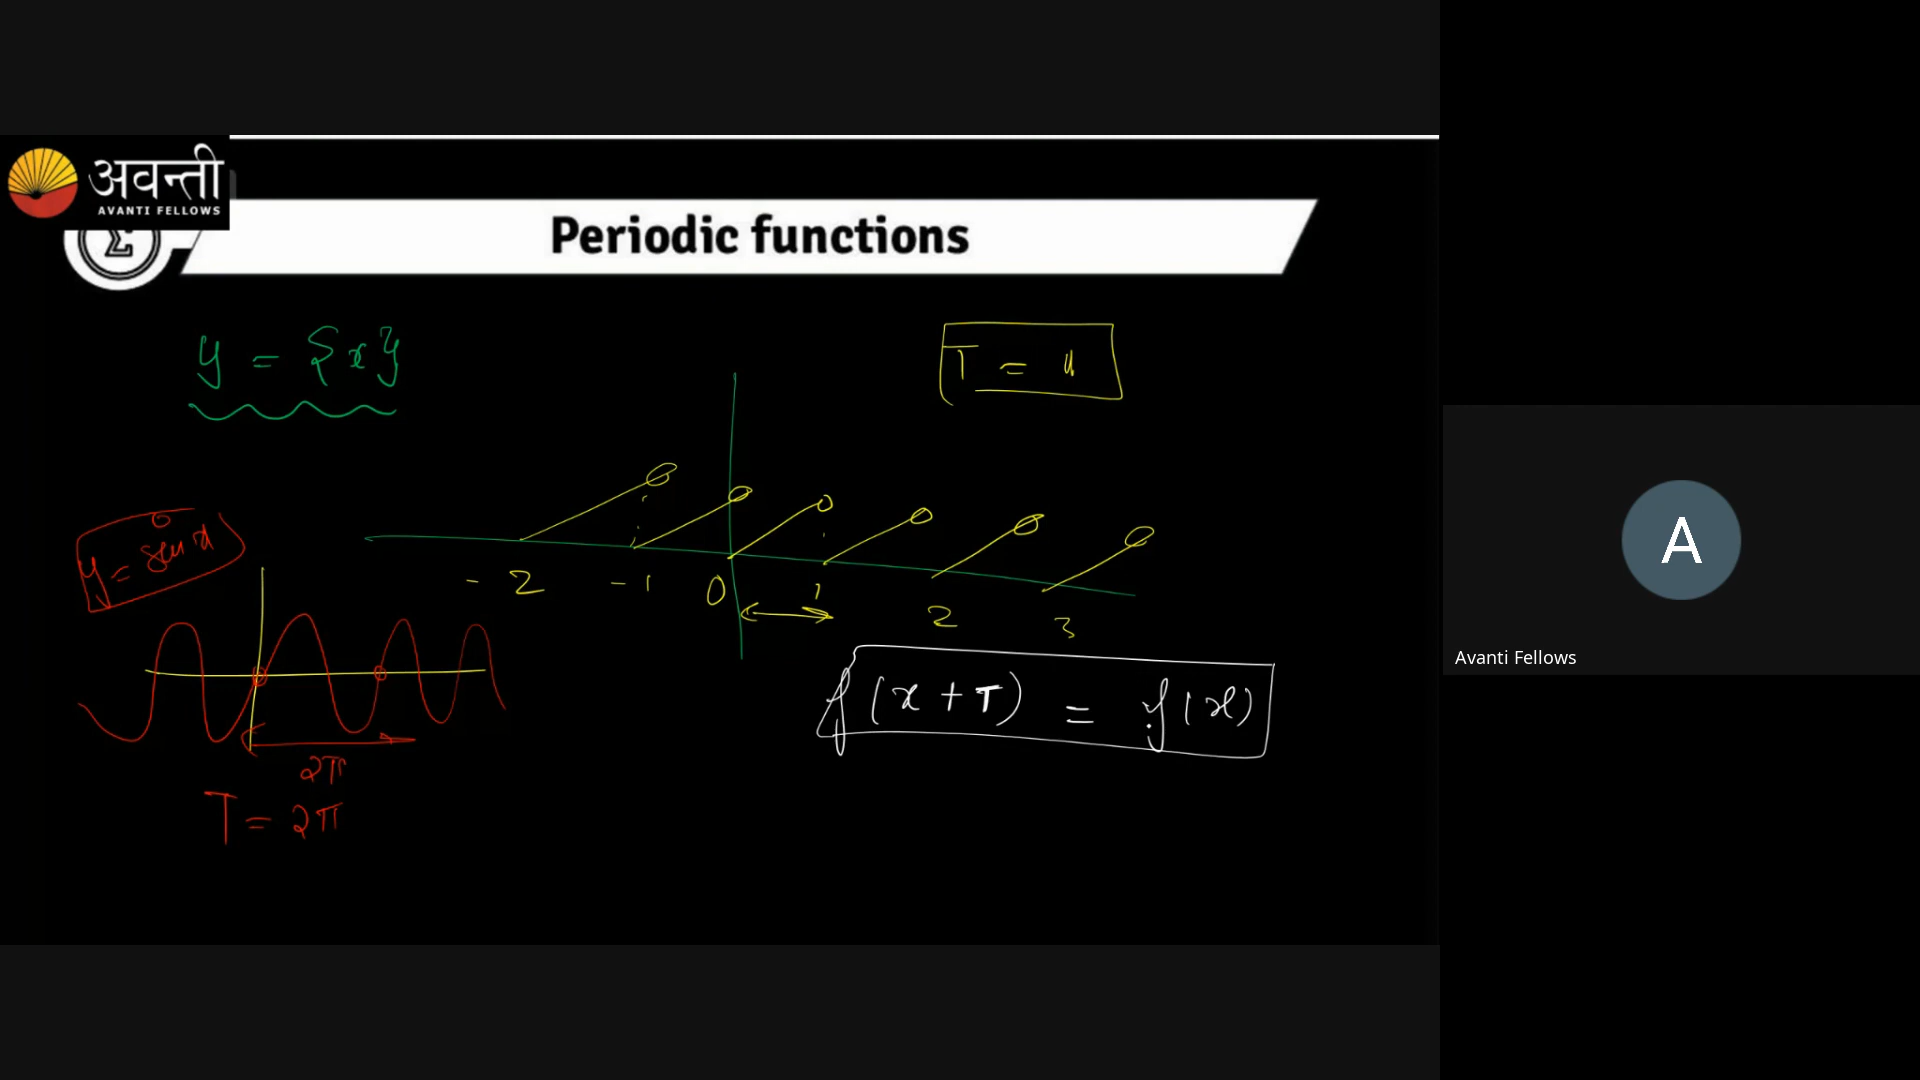 अवन्ती
AVANTI FELLOWS
Σ
Periodic functions
y = {x}
T = 1
y = sin x
-2 -1 0 1 2 3
f(x+T) = f(x)
2π
T = 2π
A
Avanti Fellows